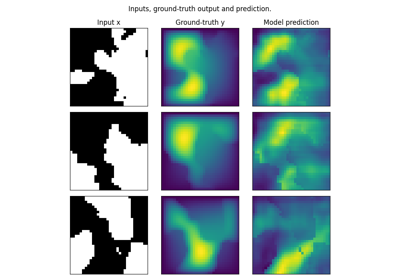 Inputs, ground-truth output and prediction.
Input x
Ground-truth y
Model prediction